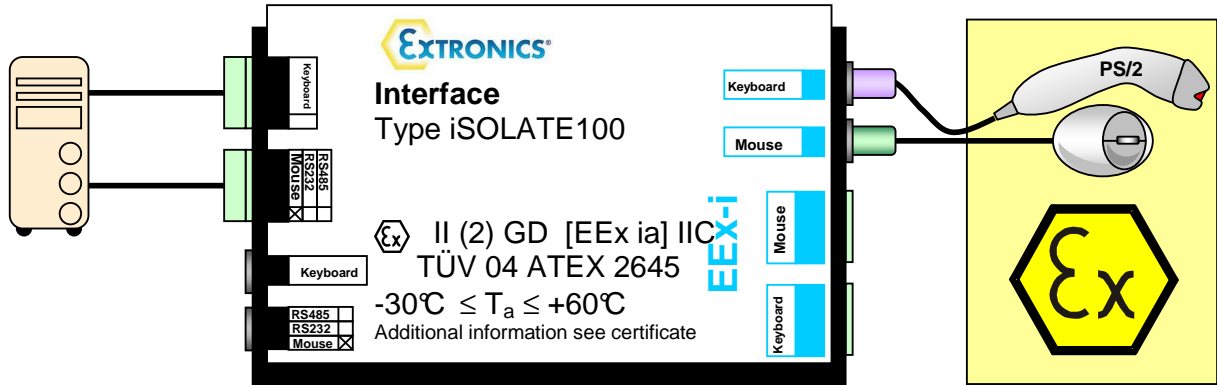 EXTRONICS®
Interface
Type iSOLATE100
Keyboard
RS485
RS232
Mouse
Ex II (2) GD [EEx ia] IIC
TÜV 04 ATEX 2645
-30°C ≤ Ta ≤ +60°C
Additional information see certificate
Keyboard
RS485
RS232
Mouse
Keyboard
Mouse
EEX-i
Mouse
Keyboard
PS/2
Ex